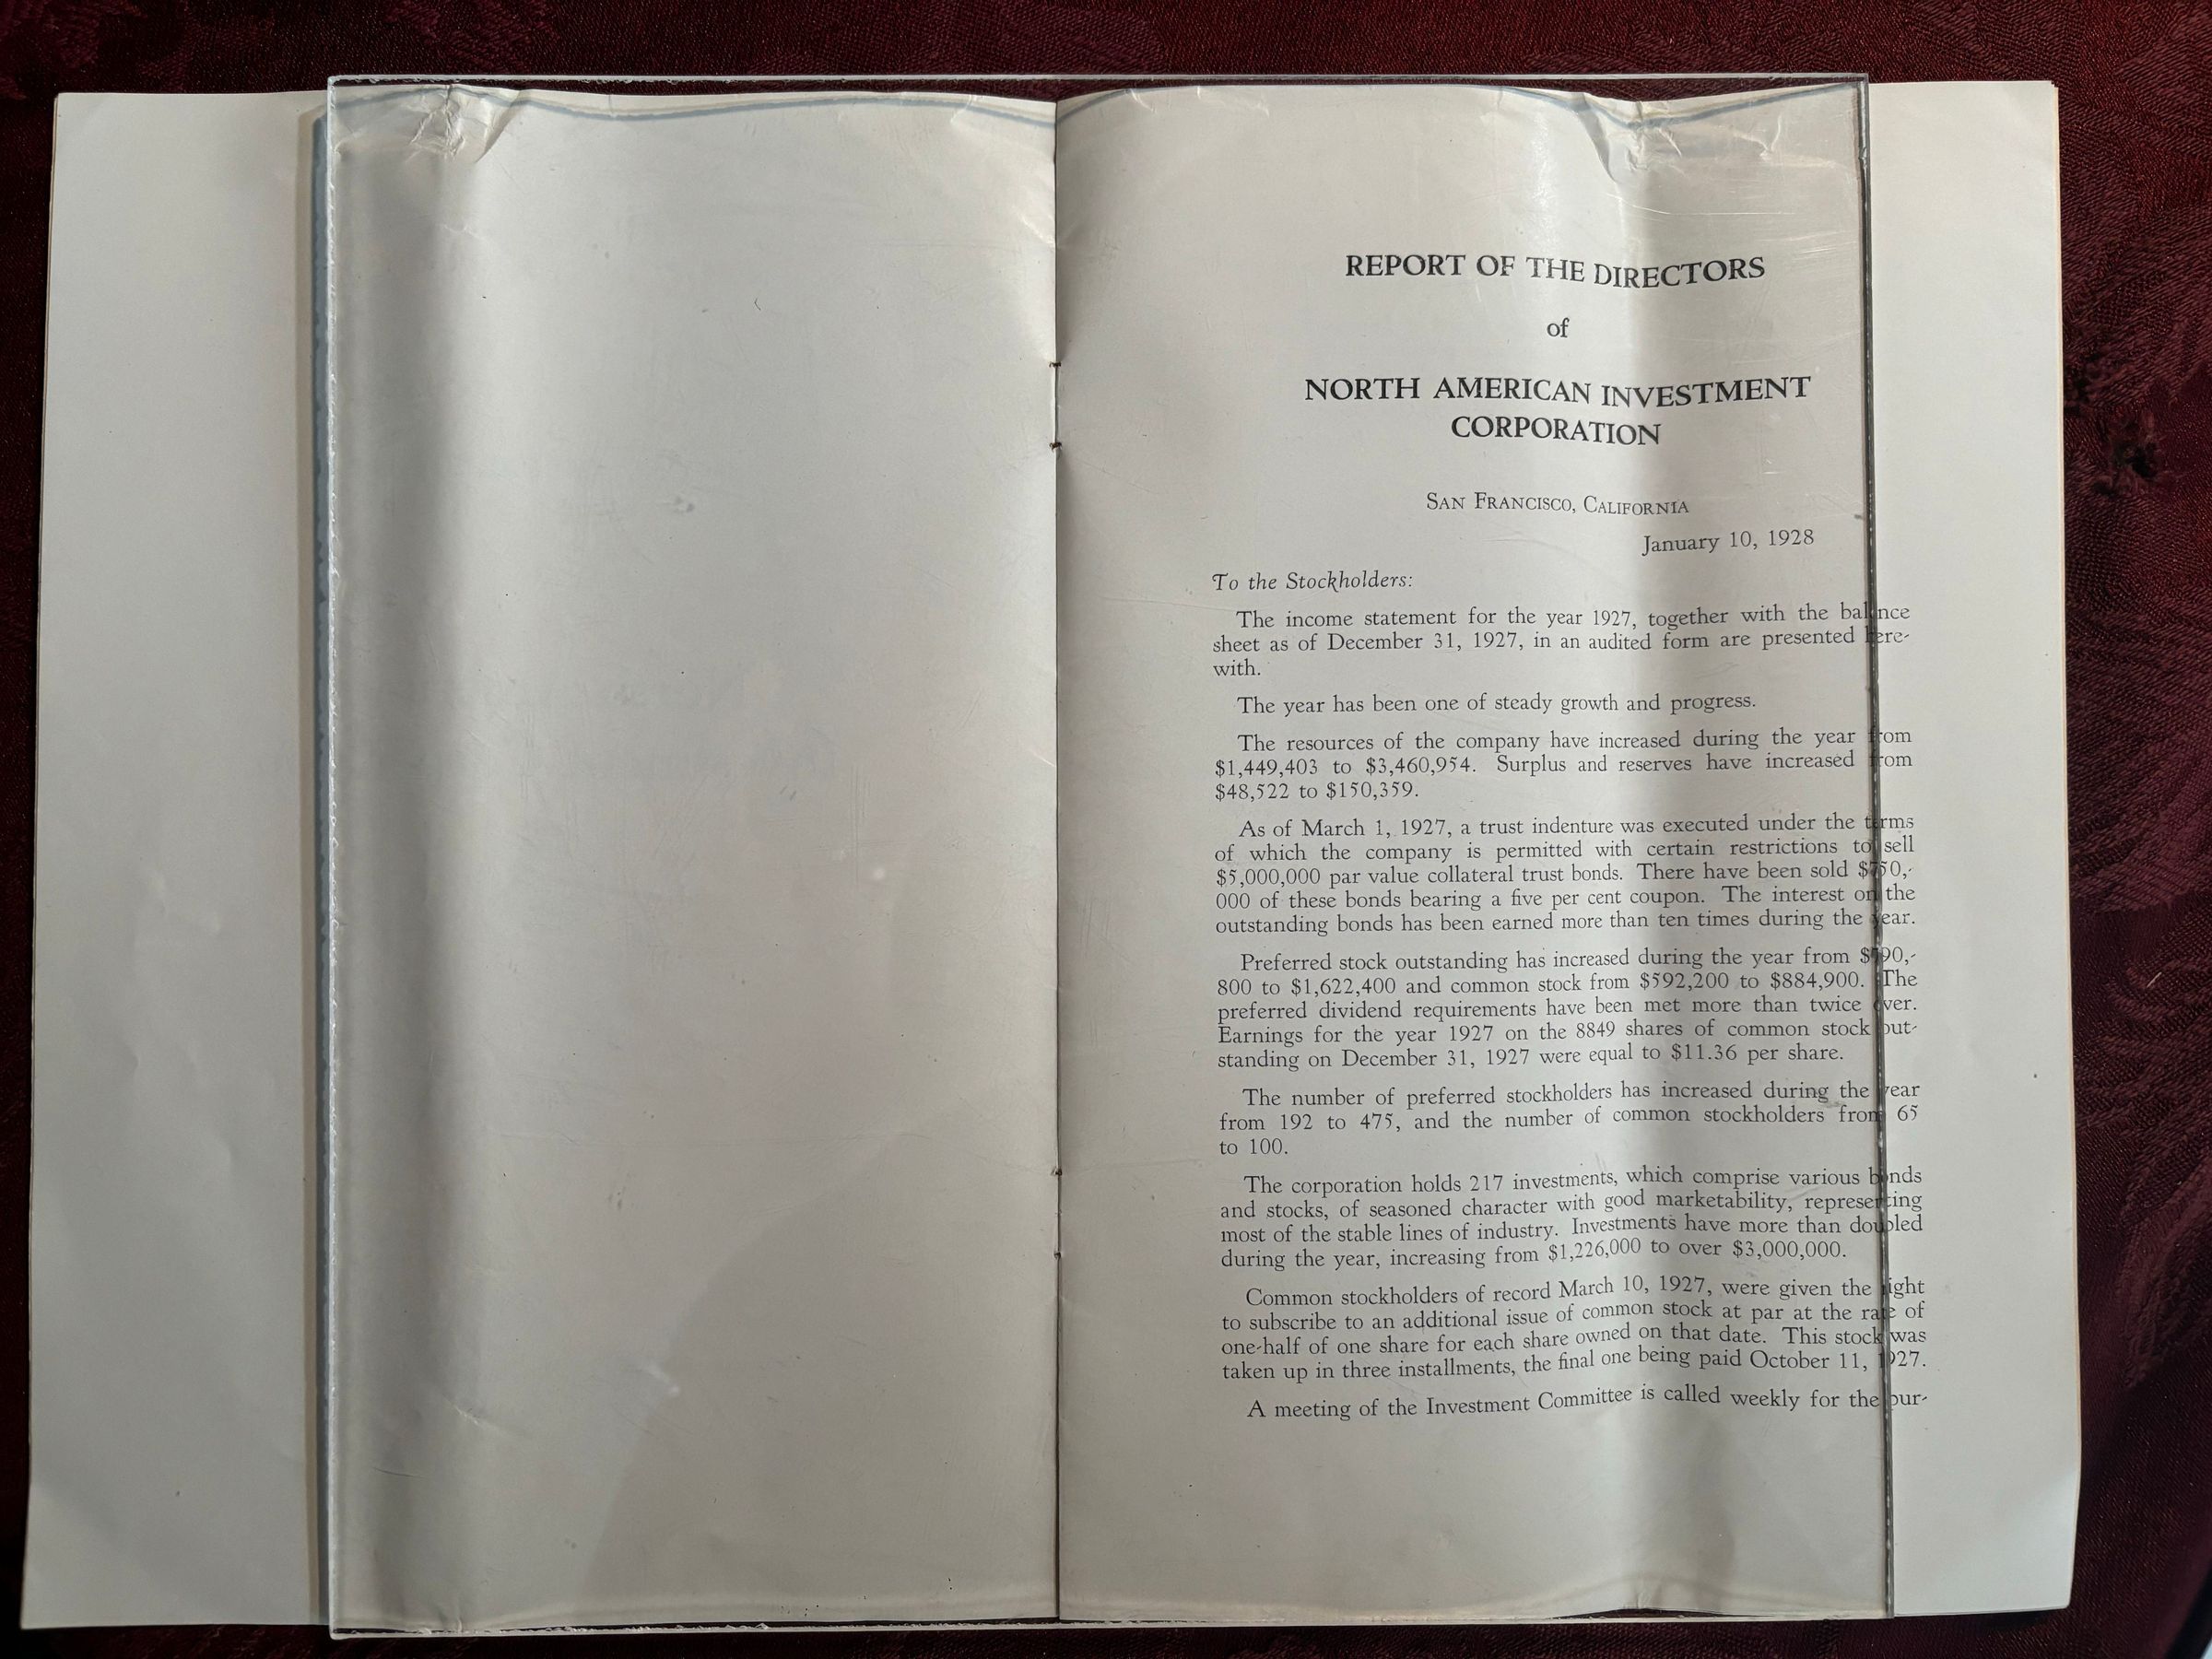 REPORT OF THE DIRECTORS
of
NORTH AMERICAN INVESTMENT
CORPORATION
SAN FRANCISCO, CALIFORNIA
January 10, 1928
To the Stockholders:
The income statement for the year 1927, together with the balance
sheet as of December 31, 1927, in an audited form are presented here-
with.
The year has been one of steady growth and progress.
The resources of the company have increased during the year from
$1,449,403 to $3,460,954. Surplus and reserves have increased from
$48,522 to $150,359.
As of March 1, 1927, a trust indenture was executed under the terms
of which the company is permitted with certain restrictions to sell
$5,000,000 par value collateral trust bonds. There have been sold $750,-
000 of these bonds bearing a five per cent coupon. The interest on the
outstanding bonds has been earned more than ten times during the year.
Preferred stock outstanding has increased during the year from
800 to $1,622,400 and common stock from $592,200 to $884,900. The
preferred dividend requirements have been met more than twice over.
Earnings for the year 1927 on the 8849 shares of common stock out-
standing on December 31, 1927 were equal to $11.36 per share.
The number of preferred stockholders has increased during the year
from 192 to 475, and the number of common stockholders from 65
to 100.
The corporation holds 217 investments, which comprise various bonds
and stocks, of seasoned character with good marketability, representing
most of the stable lines of industry. Investments have more than doubled
during the year, increasing from $1,226,000 to over $3,000,000.
Common stockholders of record March 10, 1927, were given the right
to subscribe to an additional issue of common stock at par at the rate of
one-half of one share for each share owned on that date. This stock was
taken up in three installments, the final one being paid October 11, 1927.
A meeting of the Investment Committee is called weekly for the pur-